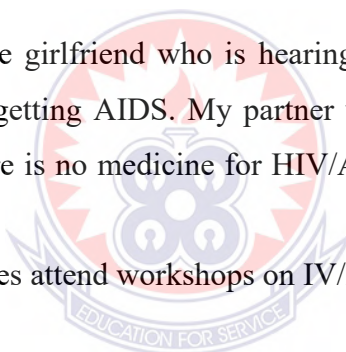 e girlfriend who is hearing
getting AIDS. My partner
re is no medicine for HIV/A
es attend workshops on IV/
EDUCATION FOR SERVICE